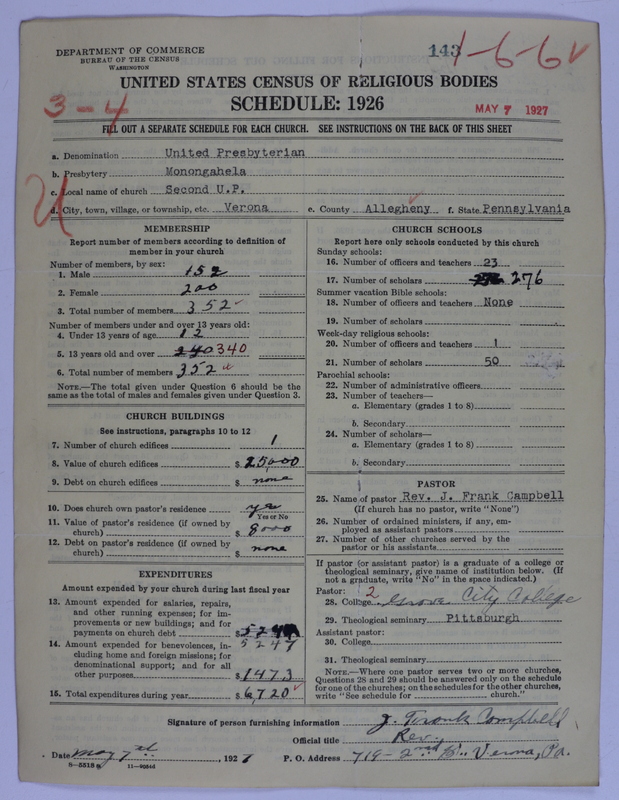 DEPARTMENT OF COMMERCE
BUREAU OF THE CENSUS
WASHINGTON
143
1-6-6 ✓
UNITED STATES CENSUS OF RELIGIOUS BODIES
SCHEDULE: 1926
3-4
MAY 7 1927
FILL OUT A SEPARATE SCHEDULE FOR EACH CHURCH. SEE INSTRUCTIONS ON THE BACK OF THIS SHEET
a. Denomination United Presbyterian
b. Presbytery Monongahela
c. Local name of church Second U.P.
d. City, town, village, or township, etc. Verona e. County Allegheny f. State Pennsylvania
MEMBERSHIP
Report number of members according to definition of
member in your church
Number of members, by sex:
1. Male 152
2. Female 200
3. Total number of members 352
Number of members under and over 13 years old:
4. Under 13 years of age 12
5. 13 years old and over 340
6. Total number of members 352
NOTE.—The total given under Question 6 should be the
same as the total of males and females given under Question 3.
CHURCH BUILDINGS
See instructions, paragraphs 10 to 12
7. Number of church edifices 1
8. Value of church edifices $ 25000
9. Debt on church edifices $ none
10. Does church own pastor's residence yes
Yes or No
11. Value of pastor's residence (if owned by
church) $ 8000
12. Debt on pastor's residence (if owned by
church) $ none
EXPENDITURES
Amount expended by your church during last fiscal year
13. Amount expended for salaries, repairs,
and other running expenses; for im-
provements or new buildings; and for
payments on church debt $ 5247
5247
14. Amount expended for benevolences, in-
cluding home and foreign missions; for
denominational support; and for all
other purposes $ 1473
15. Total expenditures during year $ 6,720 ✓
CHURCH SCHOOLS
Report here only schools conducted by this church
Sunday schools:
16. Number of officers and teachers 23
17. Number of scholars 276
Summer vacation Bible schools:
18. Number of officers and teachers None
19. Number of scholars
Week-day religious schools:
20. Number of officers and teachers 1
21. Number of scholars 50
Parochial schools:
22. Number of administrative officers
23. Number of teachers—
a. Elementary (grades 1 to 8)
b. Secondary
24. Number of scholars—
a. Elementary (grades 1 to 8)
b. Secondary
PASTOR
25. Name of pastor Rev. J. Frank Campbell
(If church has no pastor, write "None")
26. Number of ordained ministers, if any, em-
ployed as assistant pastors
27. Number of other churches served by the
pastor or his assistants
If pastor (or assistant pastor) is a graduate of a college or
theological seminary, give name of institution below. (If
not a graduate, write "No" in the space indicated.)
Pastor: 2
28. College Grove City College
29. Theological seminary Pittsburgh
Assistant pastor:
30. College
31. Theological seminary
NOTE.—Where one pastor serves two or more churches,
Questions 28 and 29 should be answered only on the schedule
for one of the churches; on the schedules for the other churches,
write "See schedule for church."
Signature of person furnishing information J. Frank Campbell
Official title Rev.
Date May 7th, 1927 P. O. Address 719-2nd St., Verona, Pa.
8-5518 a 11-9054d